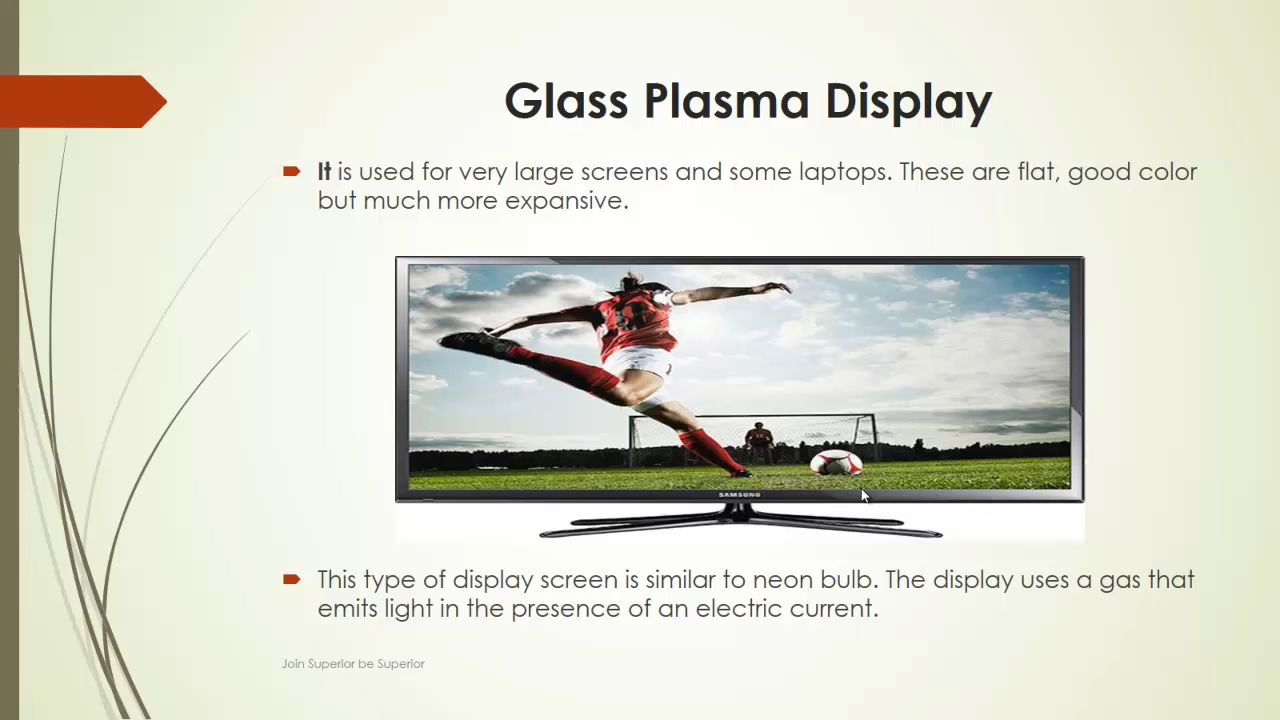 Glass Plasma Display
It is used for very large screens and some laptops. These are flat, good color
but much more expansive.
SAMSUNG
This type of display screen is similar to neon bulb. The display uses a gas that
emits light in the presence of an electric current.
Join Superior be Superior